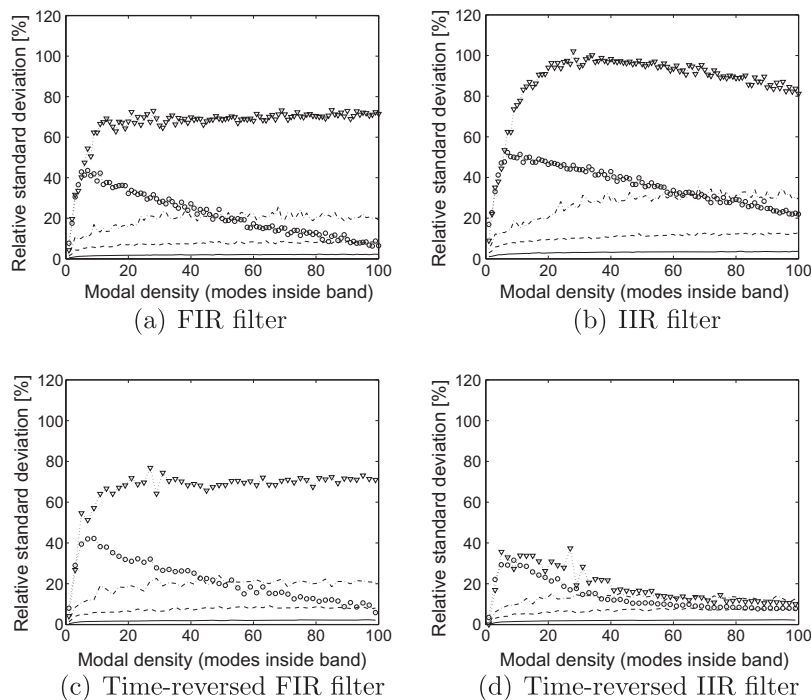 Relative standard deviation [%]
120
100
80
60
40
20
0
0 20 40 60 80 100
Modal density (modes inside band)
(a) FIR filter
Relative standard deviation [%]
120
100
80
60
40
20
0
0 20 40 60 80 100
Modal density (modes inside band)
(b) IIR filter
Relative standard deviation [%]
120
100
80
60
40
20
0
0 20 40 60 80 100
Modal density (modes inside band)
(c) Time-reversed FIR filter
Relative standard deviation [%]
120
100
80
60
40
20
0
0 20 40 60 80 100
Modal density (modes inside band)
(d) Time-reversed IIR filter